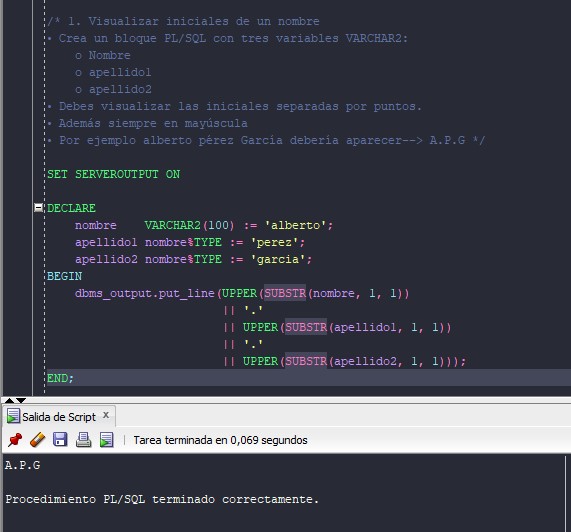 /* 1. Visualizar iniciales de un nombre
• Crea un bloque PL/SQL con tres variables VARCHAR2:
o Nombre
o apellido1
o apellido2
• Debes visualizar las iniciales separadas por puntos.
• Además siempre en mayúscula
• Por ejemplo alberto pérez García debería aparecer--> A.P.G */
SET SERVEROUTPUT ON
DECLARE
nombre    VARCHAR2(100) := 'alberto';
apellido1 nombre%TYPE := 'perez';
apellido2 nombre%TYPE := 'garcia';
BEGIN
dbms_output.put_line(UPPER(SUBSTR(nombre, 1, 1))
|| '.'
|| UPPER(SUBSTR(apellido1, 1, 1))
|| '.'
|| UPPER(SUBSTR(apellido2, 1, 1)));
END;
Salida de Script x
Tarea terminada en 0,069 segundos
A.P.G
Procedimiento PL/SQL terminado correctamente.